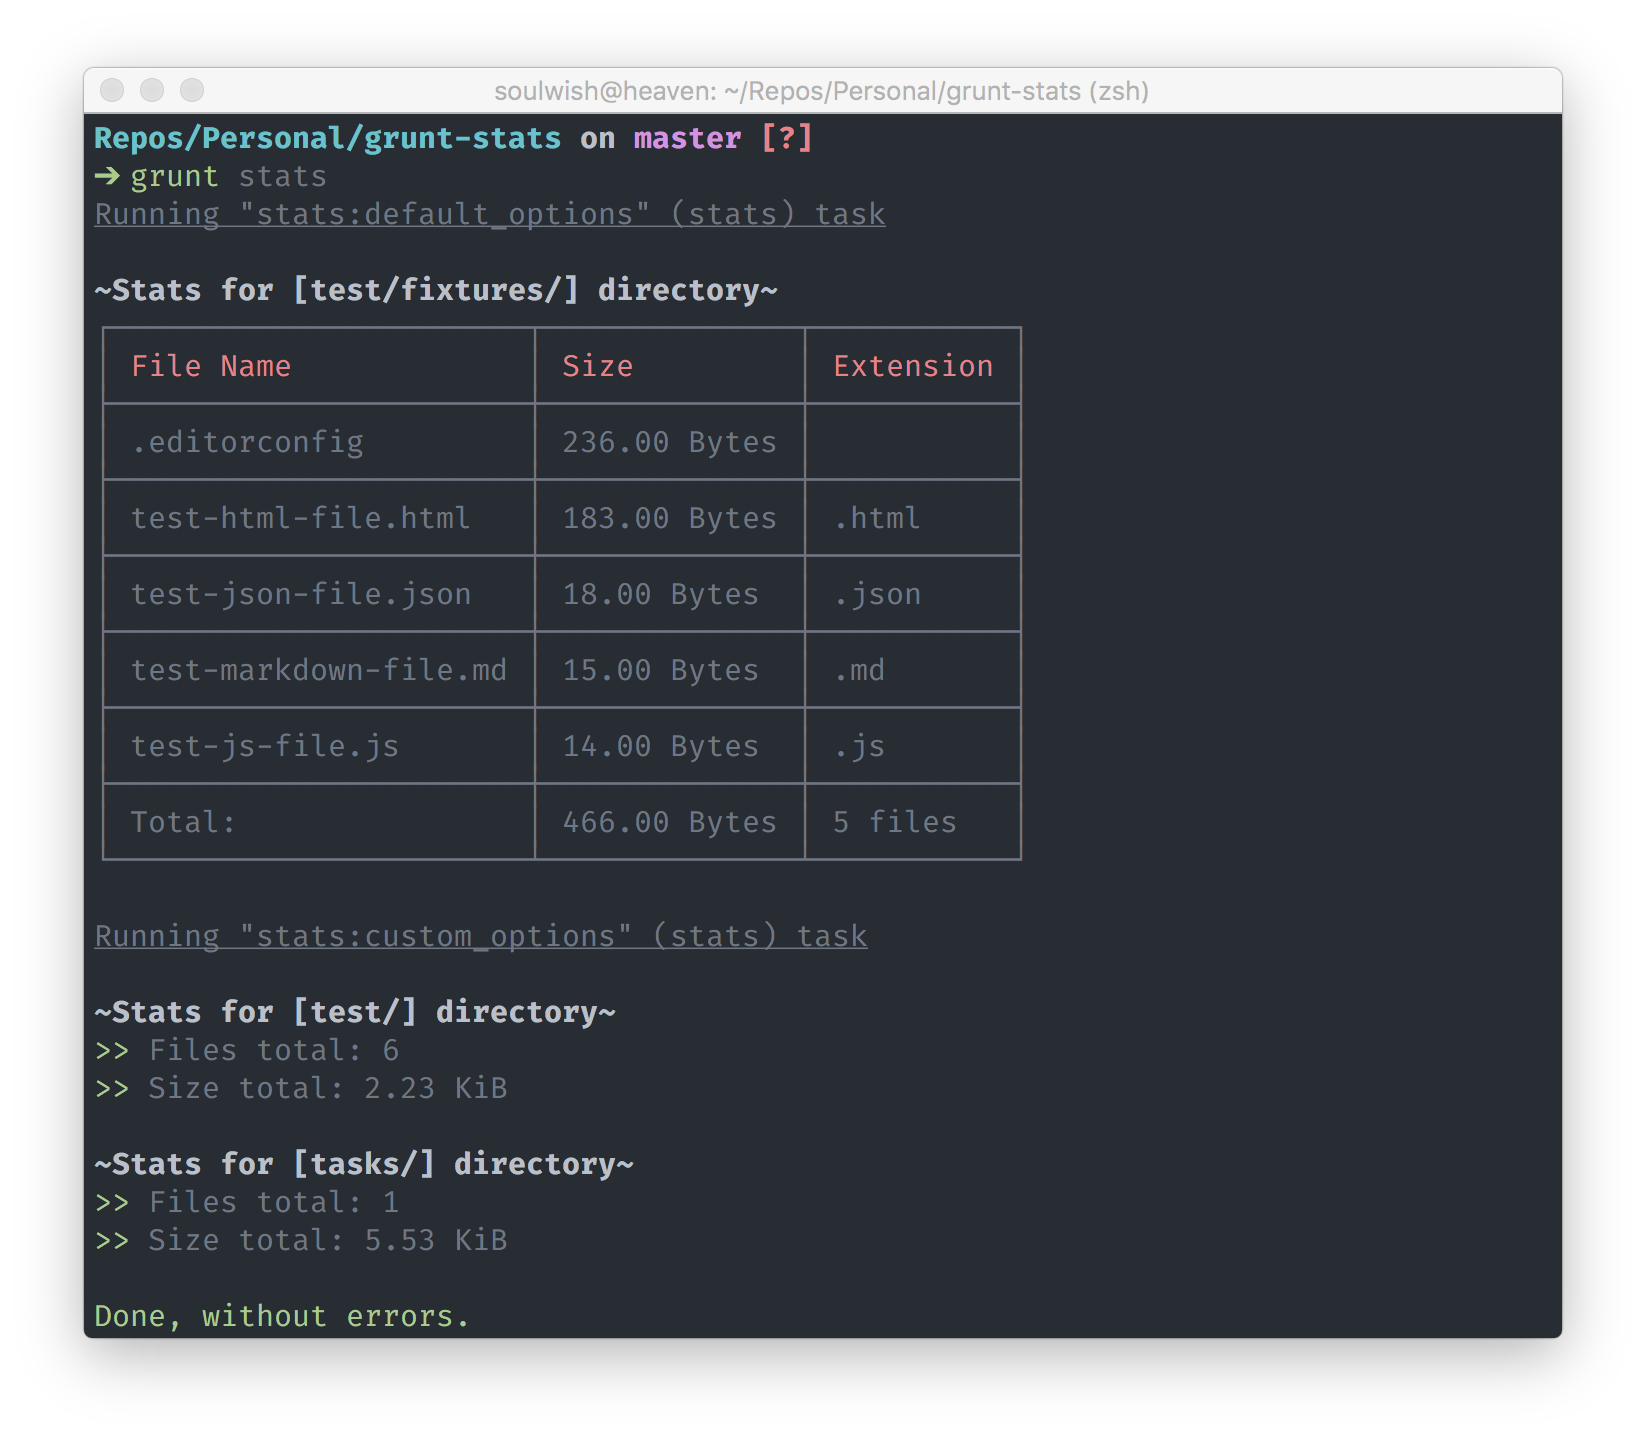 soulwish@heaven: ~/Repos/Personal/grunt-stats (zsh)
Repos/Personal/grunt-stats on master [?]
➔ grunt stats
Running "stats:default_options" (stats) task
~Stats for [test/fixtures/] directory~
File Name Size Extension
.editorconfig 236.00 Bytes
test-html-file.html 183.00 Bytes .html
test-json-file.json 18.00 Bytes .json
test-markdown-file.md 15.00 Bytes .md
test-js-file.js 14.00 Bytes .js
Total: 466.00 Bytes 5 files
Running "stats:custom_options" (stats) task
~Stats for [test/] directory~
>> Files total: 6
>> Size total: 2.23 KiB
~Stats for [tasks/] directory~
>> Files total: 1
>> Size total: 5.53 KiB
Done, without errors.